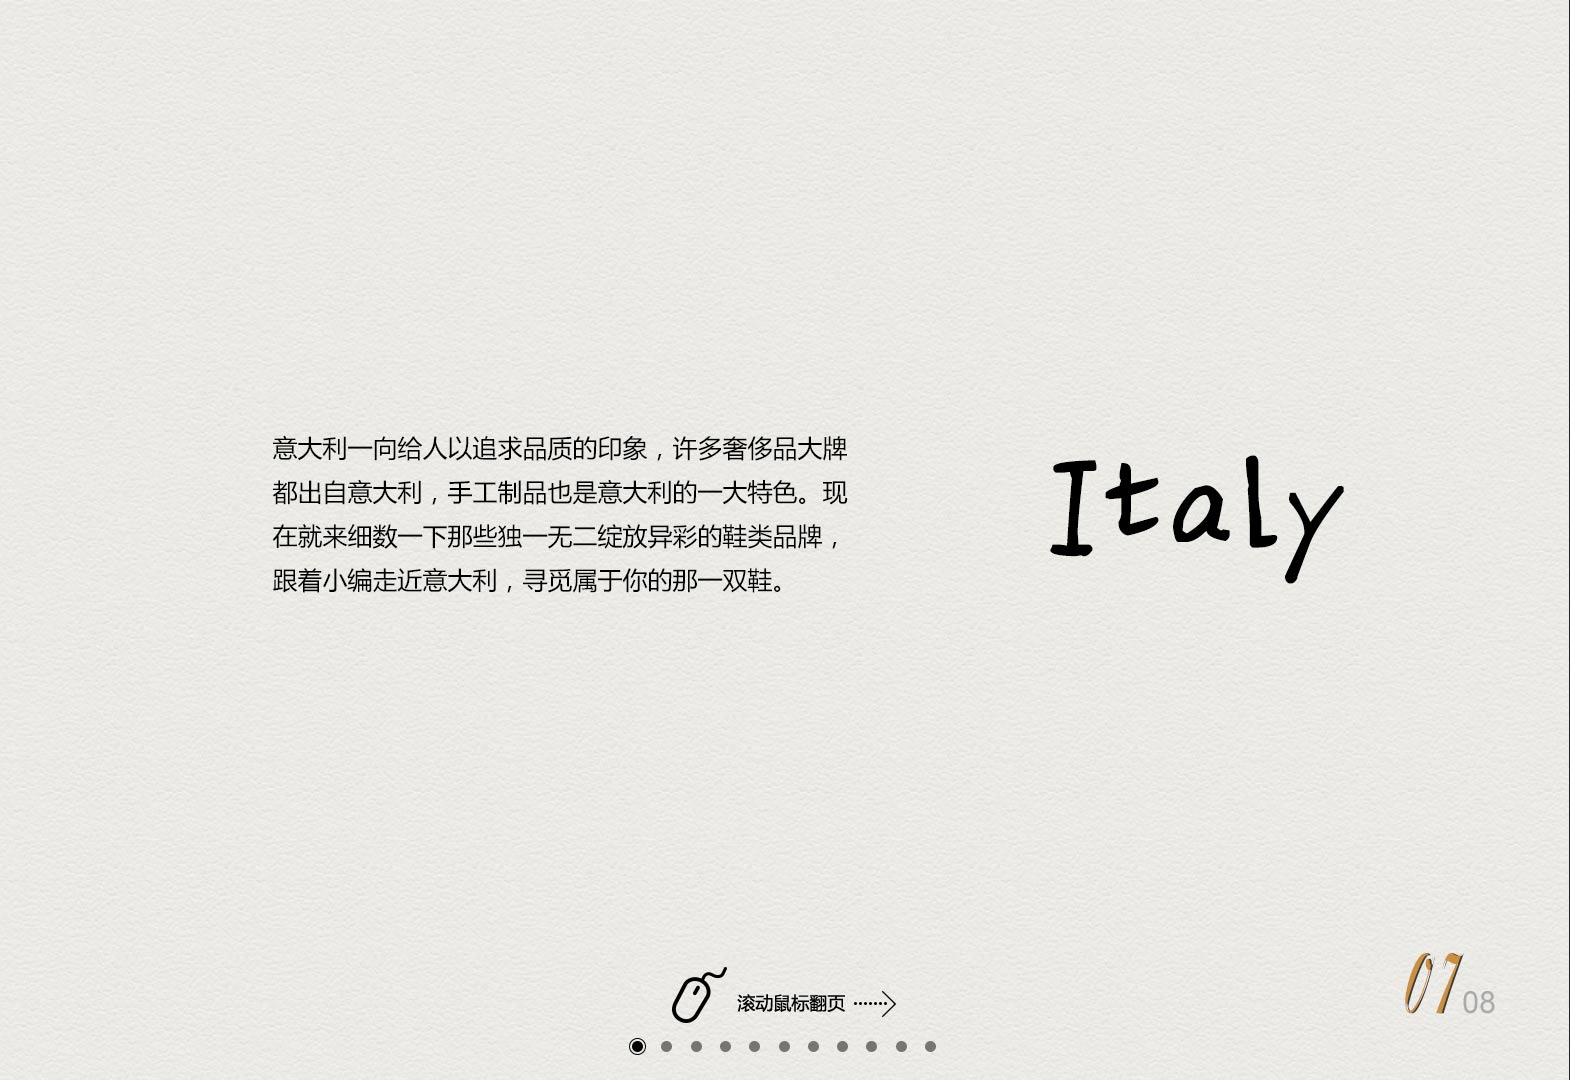 意大利一向给人以追求品质的印象，许多奢侈品大牌
都出自意大利，手工制品也是意大利的一大特色。现
在就来细数一下那些独一无二绽放异彩的鞋类品牌，
跟着小编走近意大利，寻觅属于你的那一双鞋。
Italy
滚动鼠标翻页
07 08